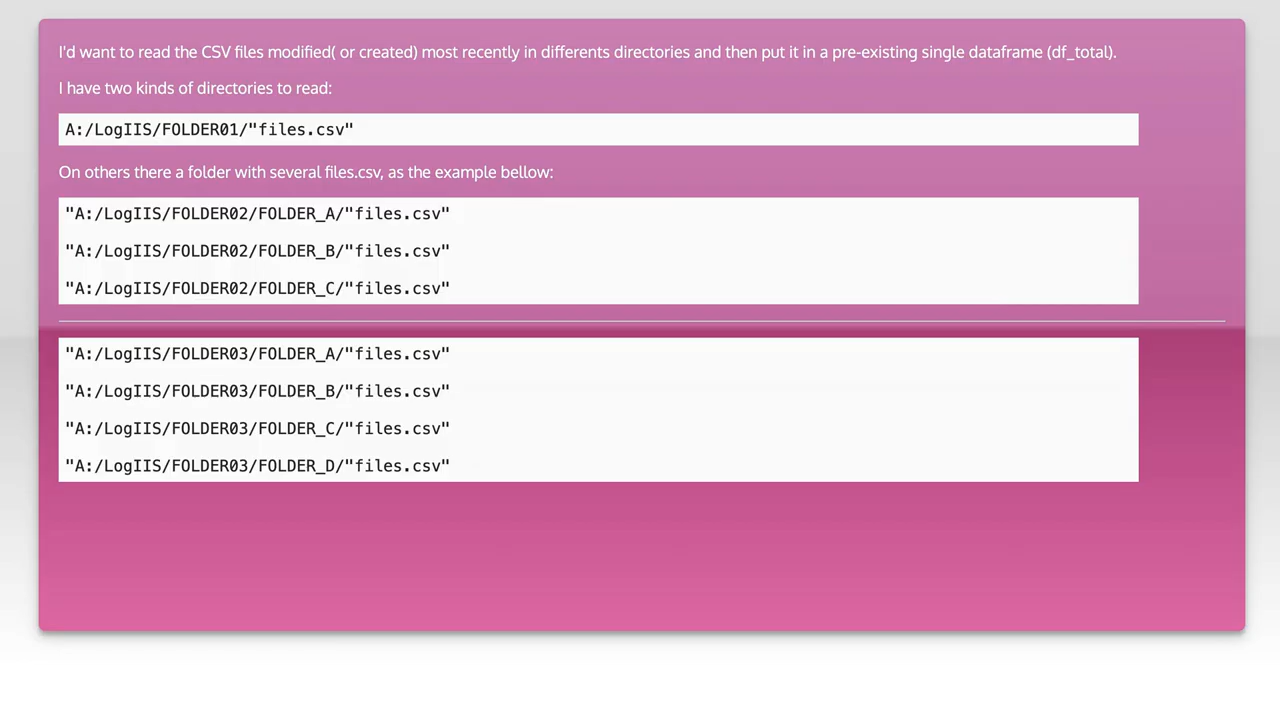 I'd want to read the CSV files modified( or created) most recently in differents directories and then put it in a pre-existing single dataframe (df_total).
I have two kinds of directories to read:
A:/LogIIS/FOLDER01/"files.csv"
On others there a folder with several files.csv, as the example bellow:
"A:/LogIIS/FOLDER02/FOLDER_A/"files.csv"
"A:/LogIIS/FOLDER02/FOLDER_B/"files.csv"
"A:/LogIIS/FOLDER02/FOLDER_C/"files.csv"
"A:/LogIIS/FOLDER03/FOLDER_A/"files.csv"
"A:/LogIIS/FOLDER03/FOLDER_B/"files.csv"
"A:/LogIIS/FOLDER03/FOLDER_C/"files.csv"
"A:/LogIIS/FOLDER03/FOLDER_D/"files.csv"